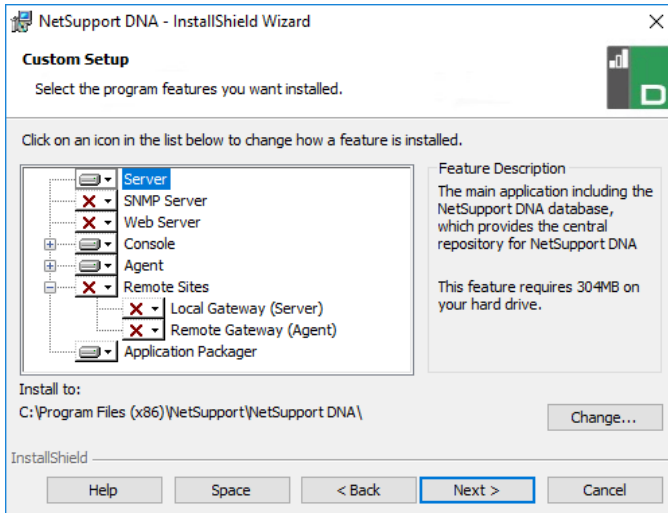 NetSupport DNA - InstallShield Wizard
Custom Setup
Select the program features you want installed.
D
Click on an icon in the list below to change how a feature is installed.
Server
SNMP Server
Web Server
Console
Agent
Remote Sites
Local Gateway (Server)
Remote Gateway (Agent)
Application Packager
Feature Description
The main application including the
NetSupport DNA database,
which provides the central
repository for NetSupport DNA
This feature requires 304MB on
your hard drive.
Install to:
C:\Program Files (x86)\NetSupport\NetSupport DNA\
Change...
InstallShield
Help
Space
< Back
Next >
Cancel